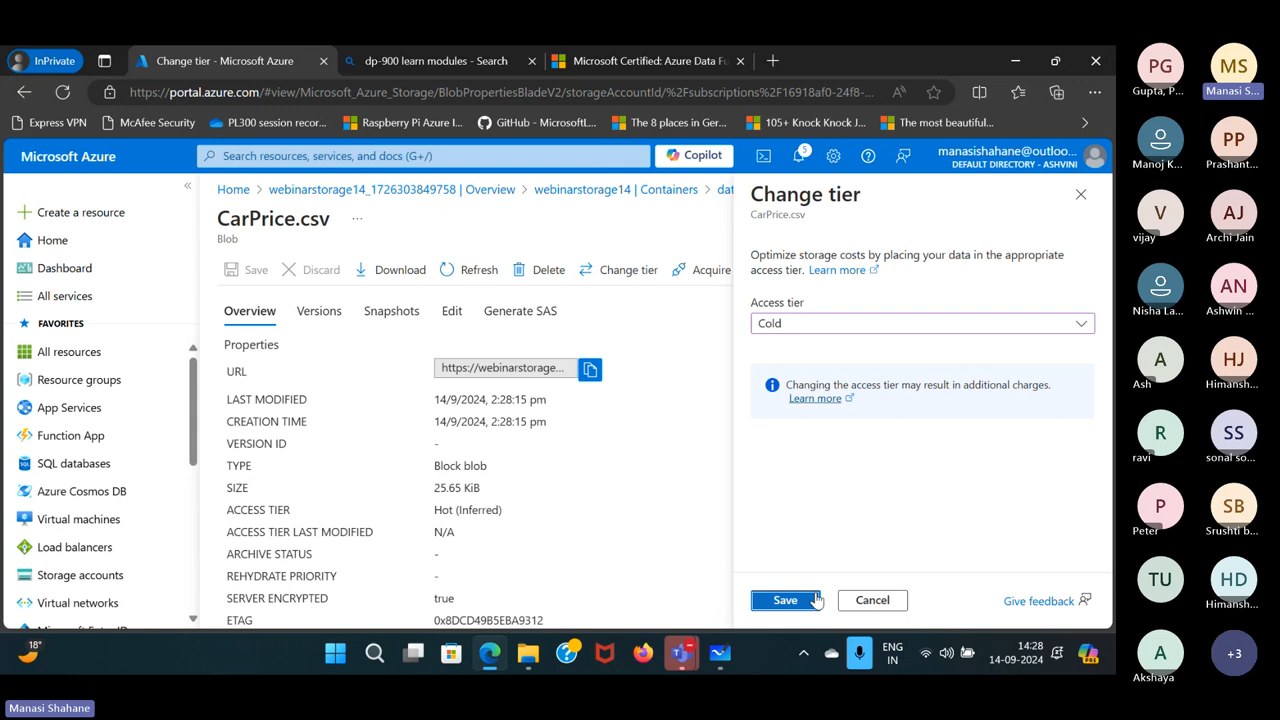 InPrivate
Change tier - Microsoft Azure
dp-900 learn modules - Search
Microsoft Certified: Azure Data Fu
https://portal.azure.com/#view/Microsoft_Azure_Storage/BlobPropertiesBladeV2/storageAccountId/%2Fsubscriptions%2F16918af0-24f8-...
Express VPN
McAfee Security
PL300 session recor...
Raspberry Pi Azure I...
GitHub - MicrosoftL...
The 8 places in Ger...
105+ Knock Knock J...
The most beautiful...
Microsoft Azure
Search resources, services, and docs (G+/)
Copilot
5
manasishahane@outloo...
DEFAULT DIRECTORY - ASHVINI
Create a resource
Home
Dashboard
All services
FAVORITES
All resources
Resource groups
App Services
Function App
SQL databases
Azure Cosmos DB
Virtual machines
Load balancers
Storage accounts
Virtual networks
Home > webinarstorage14_1726303849758 | Overview > webinarstorage14 | Containers > dat
CarPrice.csv ...
Blob
Save
Discard
Download
Refresh
Delete
Change tier
Acquire
Overview
Versions
Snapshots
Edit
Generate SAS
Properties
URL https://webinarstorage...
LAST MODIFIED 14/9/2024, 2:28:15 pm
CREATION TIME 14/9/2024, 2:28:15 pm
VERSION ID -
TYPE Block blob
SIZE 25.65 KiB
ACCESS TIER Hot (Inferred)
ACCESS TIER LAST MODIFIED N/A
ARCHIVE STATUS -
REHYDRATE PRIORITY -
SERVER ENCRYPTED true
ETAG 0x8DCD49B5EBA9312
Change tier
CarPrice.csv
Optimize storage costs by placing your data in the appropriate
access tier. Learn more
Access tier
Cold
Changing the access tier may result in additional charges.
Learn more
Save
Cancel
Give feedback
18°
ENG
IN
14:28
14-09-2024
PRE
PG
Gupta, P...
MS
Manasi S...
Manoj K...
PP
Prashant...
V
vijay
AJ
Archi Jain
Nisha La...
AN
Ashwin ...
A
Ash
HJ
Himansh...
R
ravi
SS
sonal so...
P
Peter
SB
Srushti b...
TU
HD
Himansh...
A
Akshaya
+3
Manasi Shahane